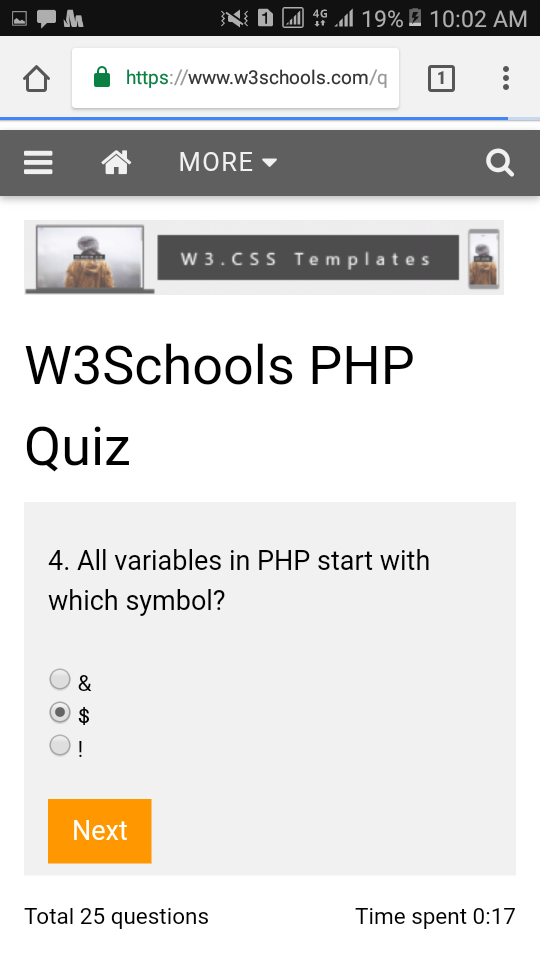 1 4G 19% 10:02 AM
https://www.w3schools.com/q 1
MORE
W3.CSS Templates
W3Schools PHP
Quiz
4. All variables in PHP start with
which symbol?
&
$
!
Next
Total 25 questions Time spent 0:17